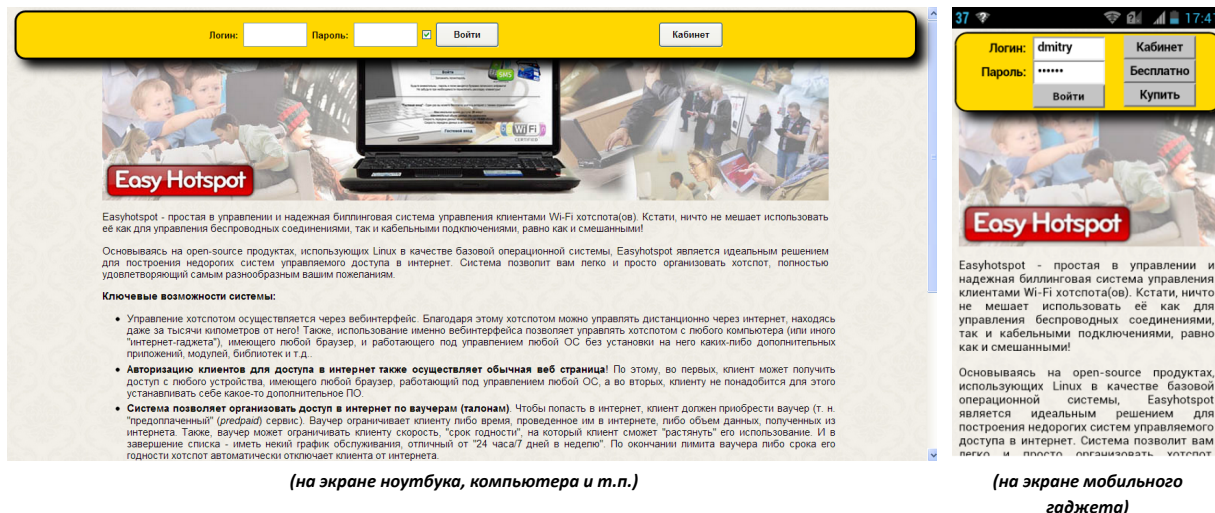 Логин:
Пароль:
Войти
Кабинет
Easy Hotspot
Easyhotspot - простая в управлении и надежная биллинговая система управления клиентами Wi-Fi хотспота(ов). Кстати, ничто не мешает использовать
её как для управления беспроводных соединениями, так и кабельными подключениями, равно как и смешанными!
Основываясь на open-source продуктах, использующих Linux в качестве базовой операционной системы, Easyhotspot является идеальным решением
для построения недорогих систем управляемого доступа в интернет. Система позволит вам легко и просто организовать хотспот, полностью
удовлетворяющий самым разнообразным вашим пожеланиям.
Ключевые возможности системы:
• Управление хотспотом осуществляется через вебинтерфейс. Благодаря этому хотспотом можно управлять дистанционно через интернет, находясь
даже за тысячи километров от него! Также, использование именно вебинтерфейса позволяет управлять хотспотом с любого компьютера (или иного
"интернет-гаджета"), имеющего любой браузер, и работающего под управлением любой ОС без установки на него каких-либо дополнительных
приложений, модулей, библиотек и т.д..
• Авторизацию клиентов для доступа в интернет также осуществляет обычная веб страница! По этому, во первых, клиент может получить
доступ с любого устройства, имеющего любой браузер, работающий под управлением любой ОС, а во вторых, клиенту не понадобится для этого
устанавливать себе какое-то дополнительное ПО.
• Система позволяет организовать доступ в интернет по ваучерам (талонам). Чтобы попасть в интернет, клиент должен приобрести ваучер (т. н.
"предоплаченный" (predpaid) сервис). Ваучер ограничивает клиенту либо время, проведенное им в интернете, либо объем данных, полученных из
интернета. Также, ваучер может ограничивать клиенту скорость, "срок годности", на который клиент сможет "растянуть" его использование. И в
завершение списка - иметь некий график обслуживания, отличный от "24 часа/7 дней в неделю". По окончании лимита ваучера либо срока его
годности хотспот автоматически отключает клиента от интернета.
(на экране ноутбука, компьютера и т.п.)
37
17:4
Логин:
dmitry
Кабинет
Пароль:
••••••
Бесплатно
Войти
Купить
Easy Hotspot
Easyhotspot - простая в управлении и
надежная биллинговая система управления
клиентами Wi-Fi хотспота(ов). Кстати, ничто
не мешает использовать её как для
управления беспроводных соединениями,
так и кабельными подключениями, равно
как и смешанными!
Основываясь на open-source продуктах,
использующих Linux в качестве базовой
операционной системы, Easyhotspot
является идеальным решением для
построения недорогих систем управляемого
доступа в интернет. Система позволит вам
легко и просто организовать хотспот,
(на экране мобильного
гаджета)